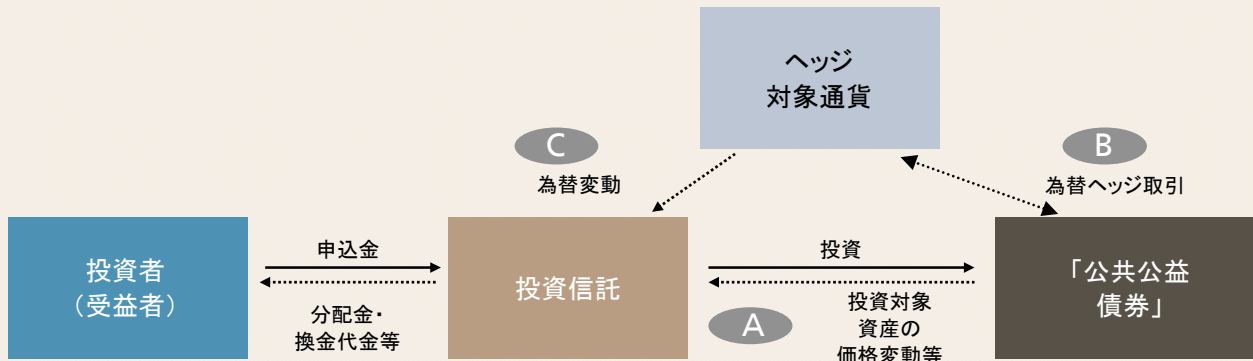 ヘッジ
対象通貨
C
為替変動
B
為替ヘッジ取引
投資者
（受益者）
申込金
分配金・
換金代金等
投資信託
投資
A
投資対象
資産の
価格変動等
「公共公益
債券」